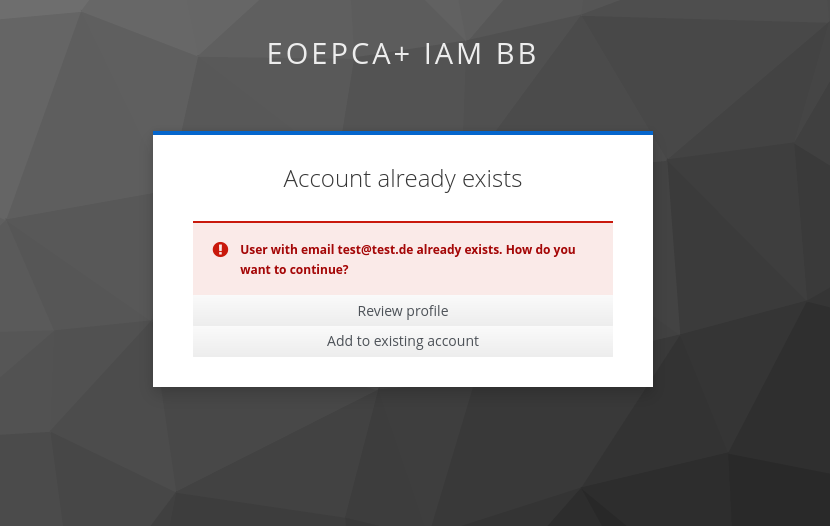 EOEPCA+ IAM BB
Account already exists
User with email test@test.de already exists. How do you
want to continue?
Review profile
Add to existing account